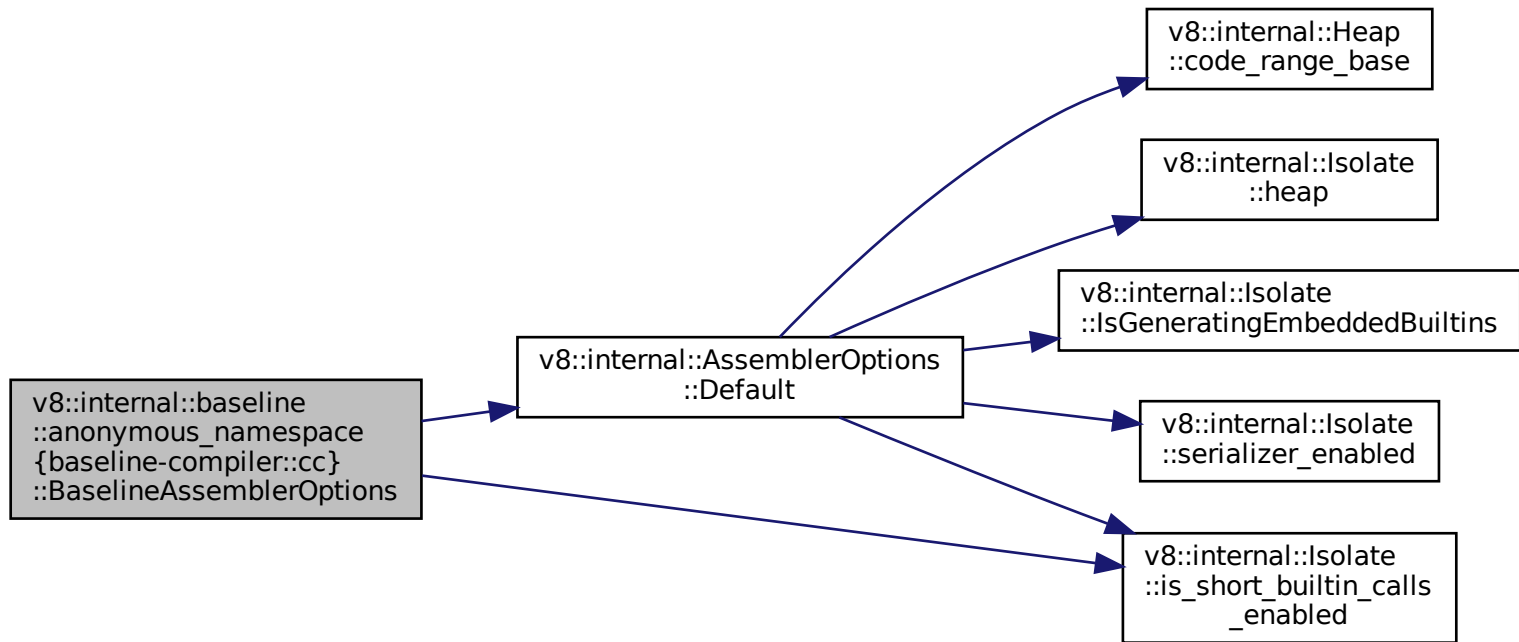 v8::internal::Heap
::code_range_base
v8::internal::Isolate
::heap
v8::internal::Isolate
::IsGeneratingEmbeddedBuiltins
v8::internal::AssemblerOptions
::Default
v8::internal::baseline
::anonymous_namespace
{baseline-compiler::cc}
::BaselineAssemblerOptions
v8::internal::Isolate
::serializer_enabled
v8::internal::Isolate
::is_short_builtin_calls
_enabled